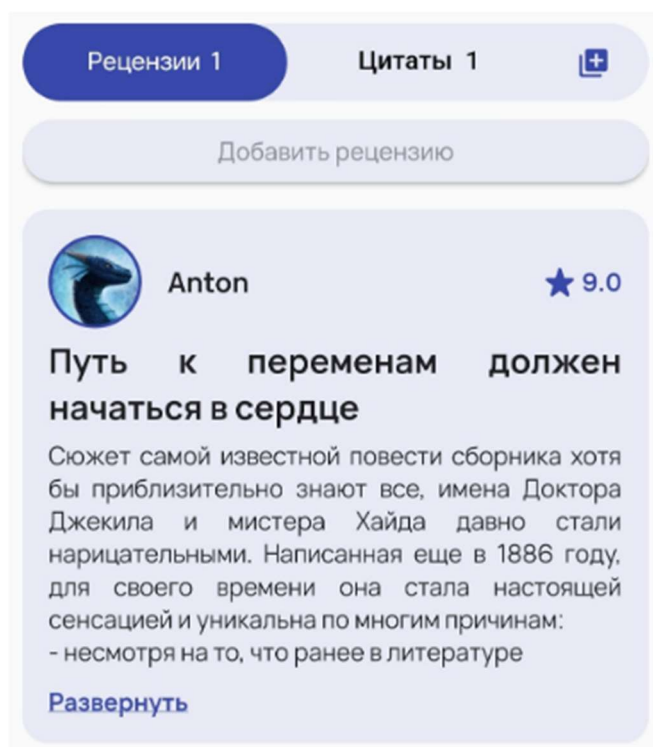 Рецензии 1
Цитаты 1
Добавить рецензию
Anton
9.0
Путь к переменам должен
начаться в сердце
Сюжет самой известной повести сборника хотя
бы приблизительно знают все, имена Доктора
Джекила и мистера Хайда давно стали
нарицательными. Написанная еще в 1886 году,
для своего времени она стала настоящей
сенсацией и уникальна по многим причинам:
- несмотря на то, что ранее в литературе
Развернуть